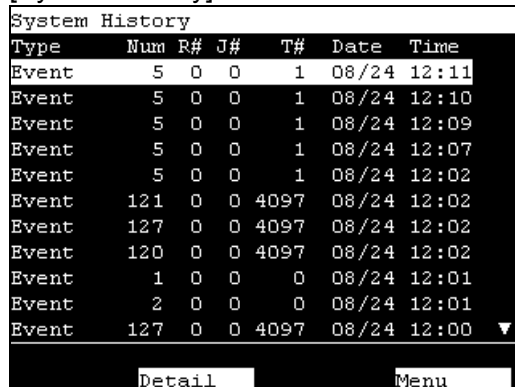 System History
Type Num R# J# T# Date Time
Event 5 0 0 1 08/24 12:11
Event 5 0 0 1 08/24 12:10
Event 5 0 0 1 08/24 12:09
Event 5 0 0 1 08/24 12:07
Event 5 0 0 1 08/24 12:02
Event 121 0 0 4097 08/24 12:02
Event 127 0 0 4097 08/24 12:02
Event 120 0 0 4097 08/24 12:02
Event 1 0 0 0 08/24 12:01
Event 2 0 0 0 08/24 12:01
Event 127 0 0 4097 08/24 12:00 ▼
Detail Menu